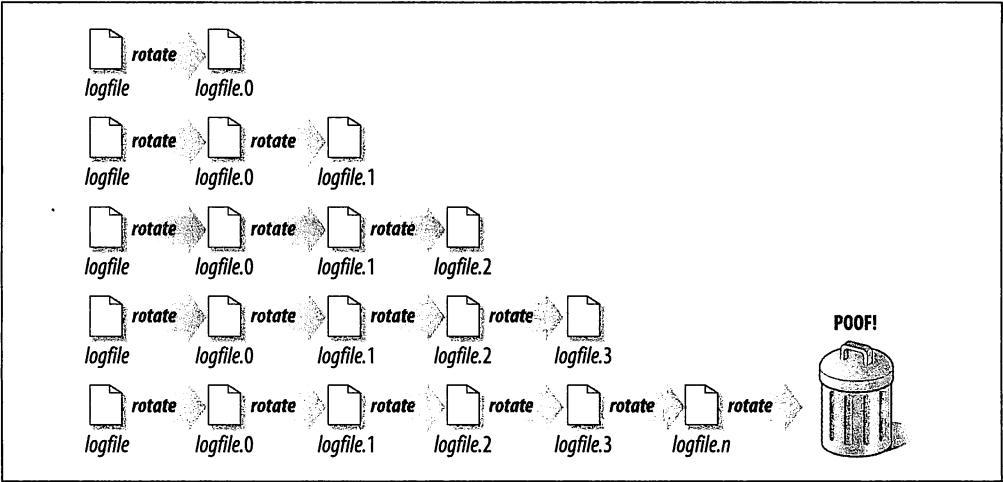 rotate
logfile logfile.0
rotate rotate
logfile logfile.0 logfile.1
rotate rotate rotate
logfile logfile.0 logfile.1 logfile.2
rotate rotate rotate rotate
logfile logfile.0 logfile.1 logfile.2 logfile.3
POOF!
rotate rotate rotate rotate rotate rotate
logfile logfile.0 logfile.1 logfile.2 logfile.3 logfile.n